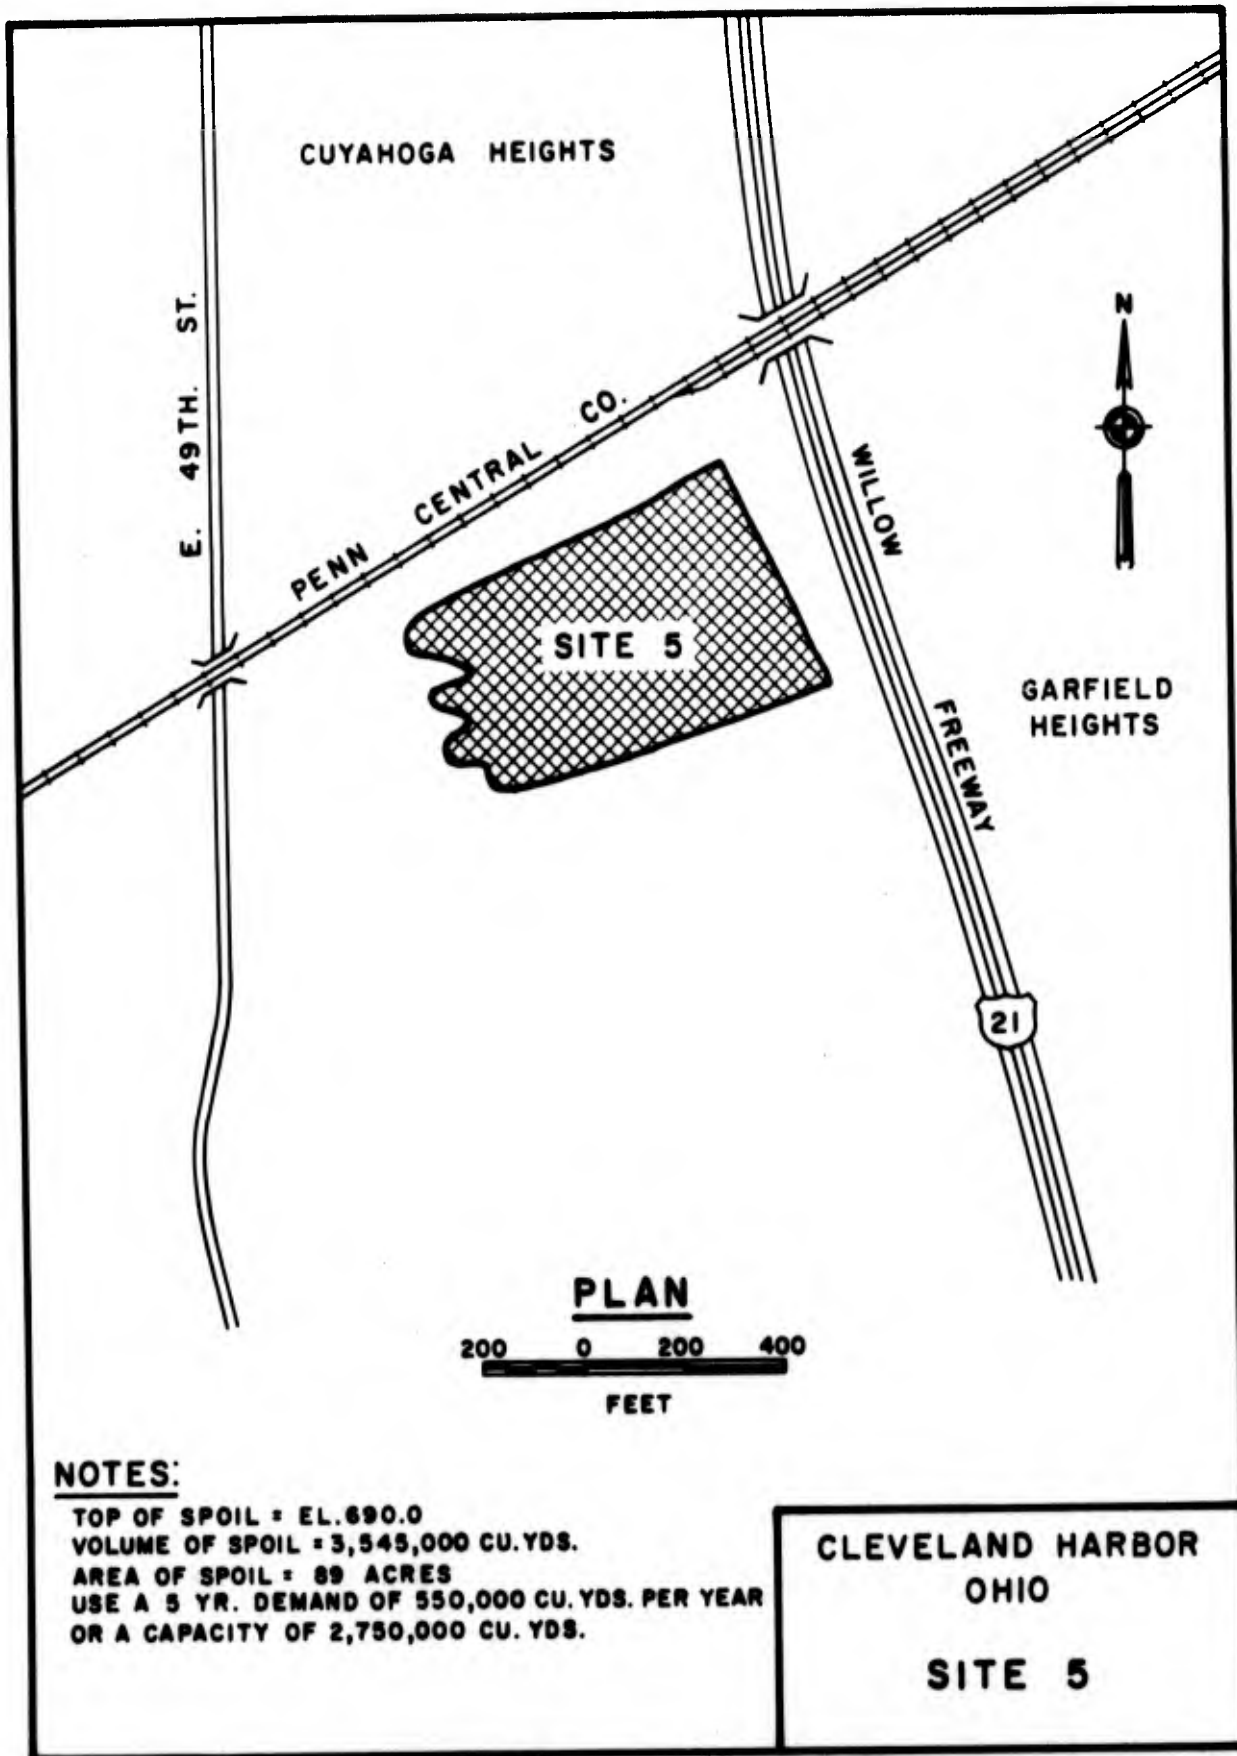 CUYAHOGA HEIGHTS
E. 49TH. ST.
PENN CENTRAL CO.
N
WILLOW FREEWAY
SITE 5
GARFIELD
HEIGHTS
21
PLAN
200 0 200 400
FEET
NOTES:
TOP OF SPOIL = EL.690.0
VOLUME OF SPOIL = 3,545,000 CU.YDS.
AREA OF SPOIL = 89 ACRES
USE A 5 YR. DEMAND OF 550,000 CU.YDS. PER YEAR
OR A CAPACITY OF 2,750,000 CU. YDS.
CLEVELAND HARBOR
OHIO
SITE 5